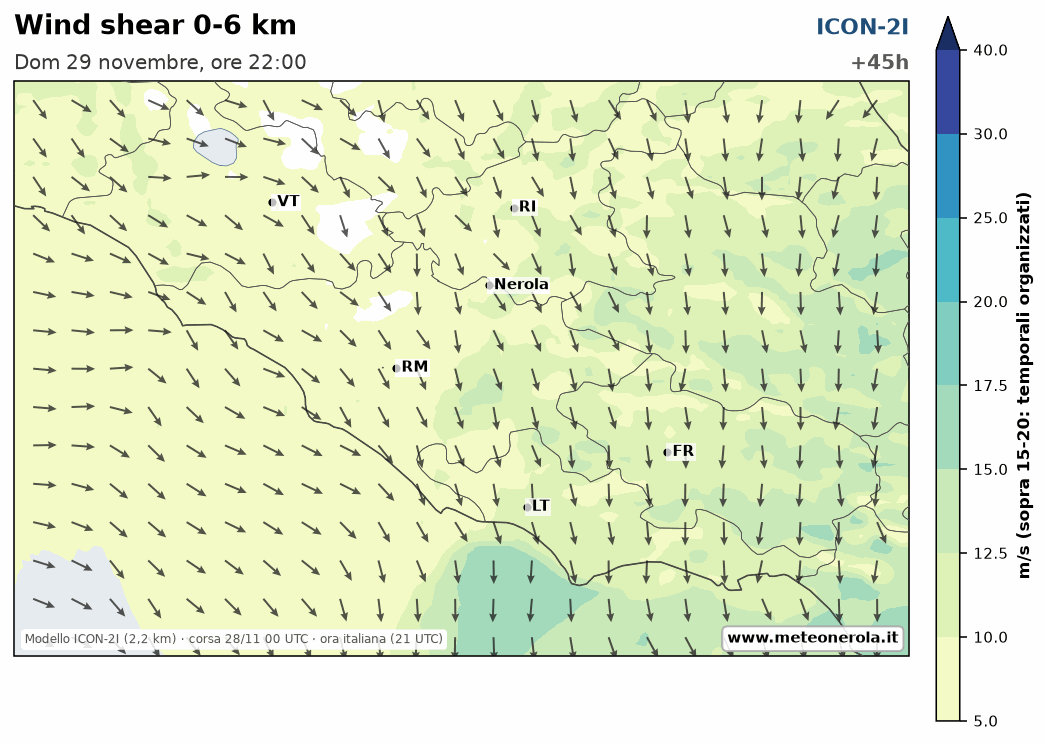 Wind shear 0-6 km
ICON-2I
Dom 29 novembre, ore 22:00
+45h
VT
RI
Nerola
RM
FR
LT
Modello ICON-2I (2,2 km) · corsa 28/11 00 UTC · ora italiana (21 UTC)
www.meteonerola.it
40.0
30.0
25.0
20.0
17.5
15.0
12.5
10.0
5.0
m/s (sopra 15-20: temporali organizzati)